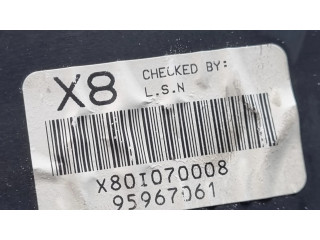 X8
CHECKED BY:
L.S.N
X80I070008
95967061